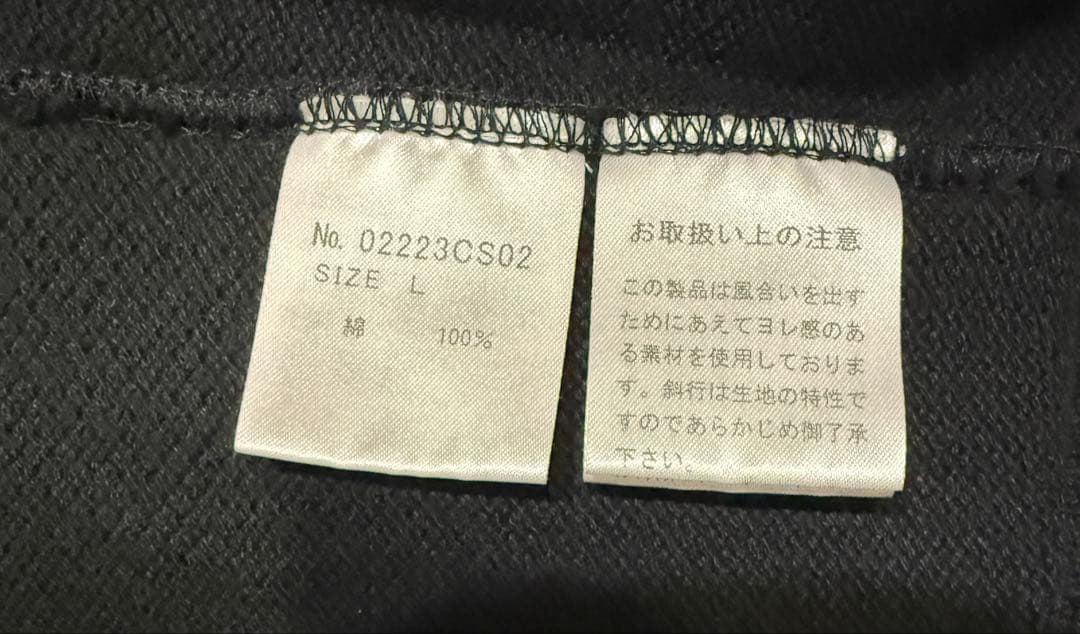 No. 02223CS02
SIZE L
綿 100%
お取扱い上の注意
この製品は風合いを出す
ためにあえてヨレ感のあ
る素材を使用しておりま
す。斜行は生地の特性で
すのであらかじめ御了承
下さい。